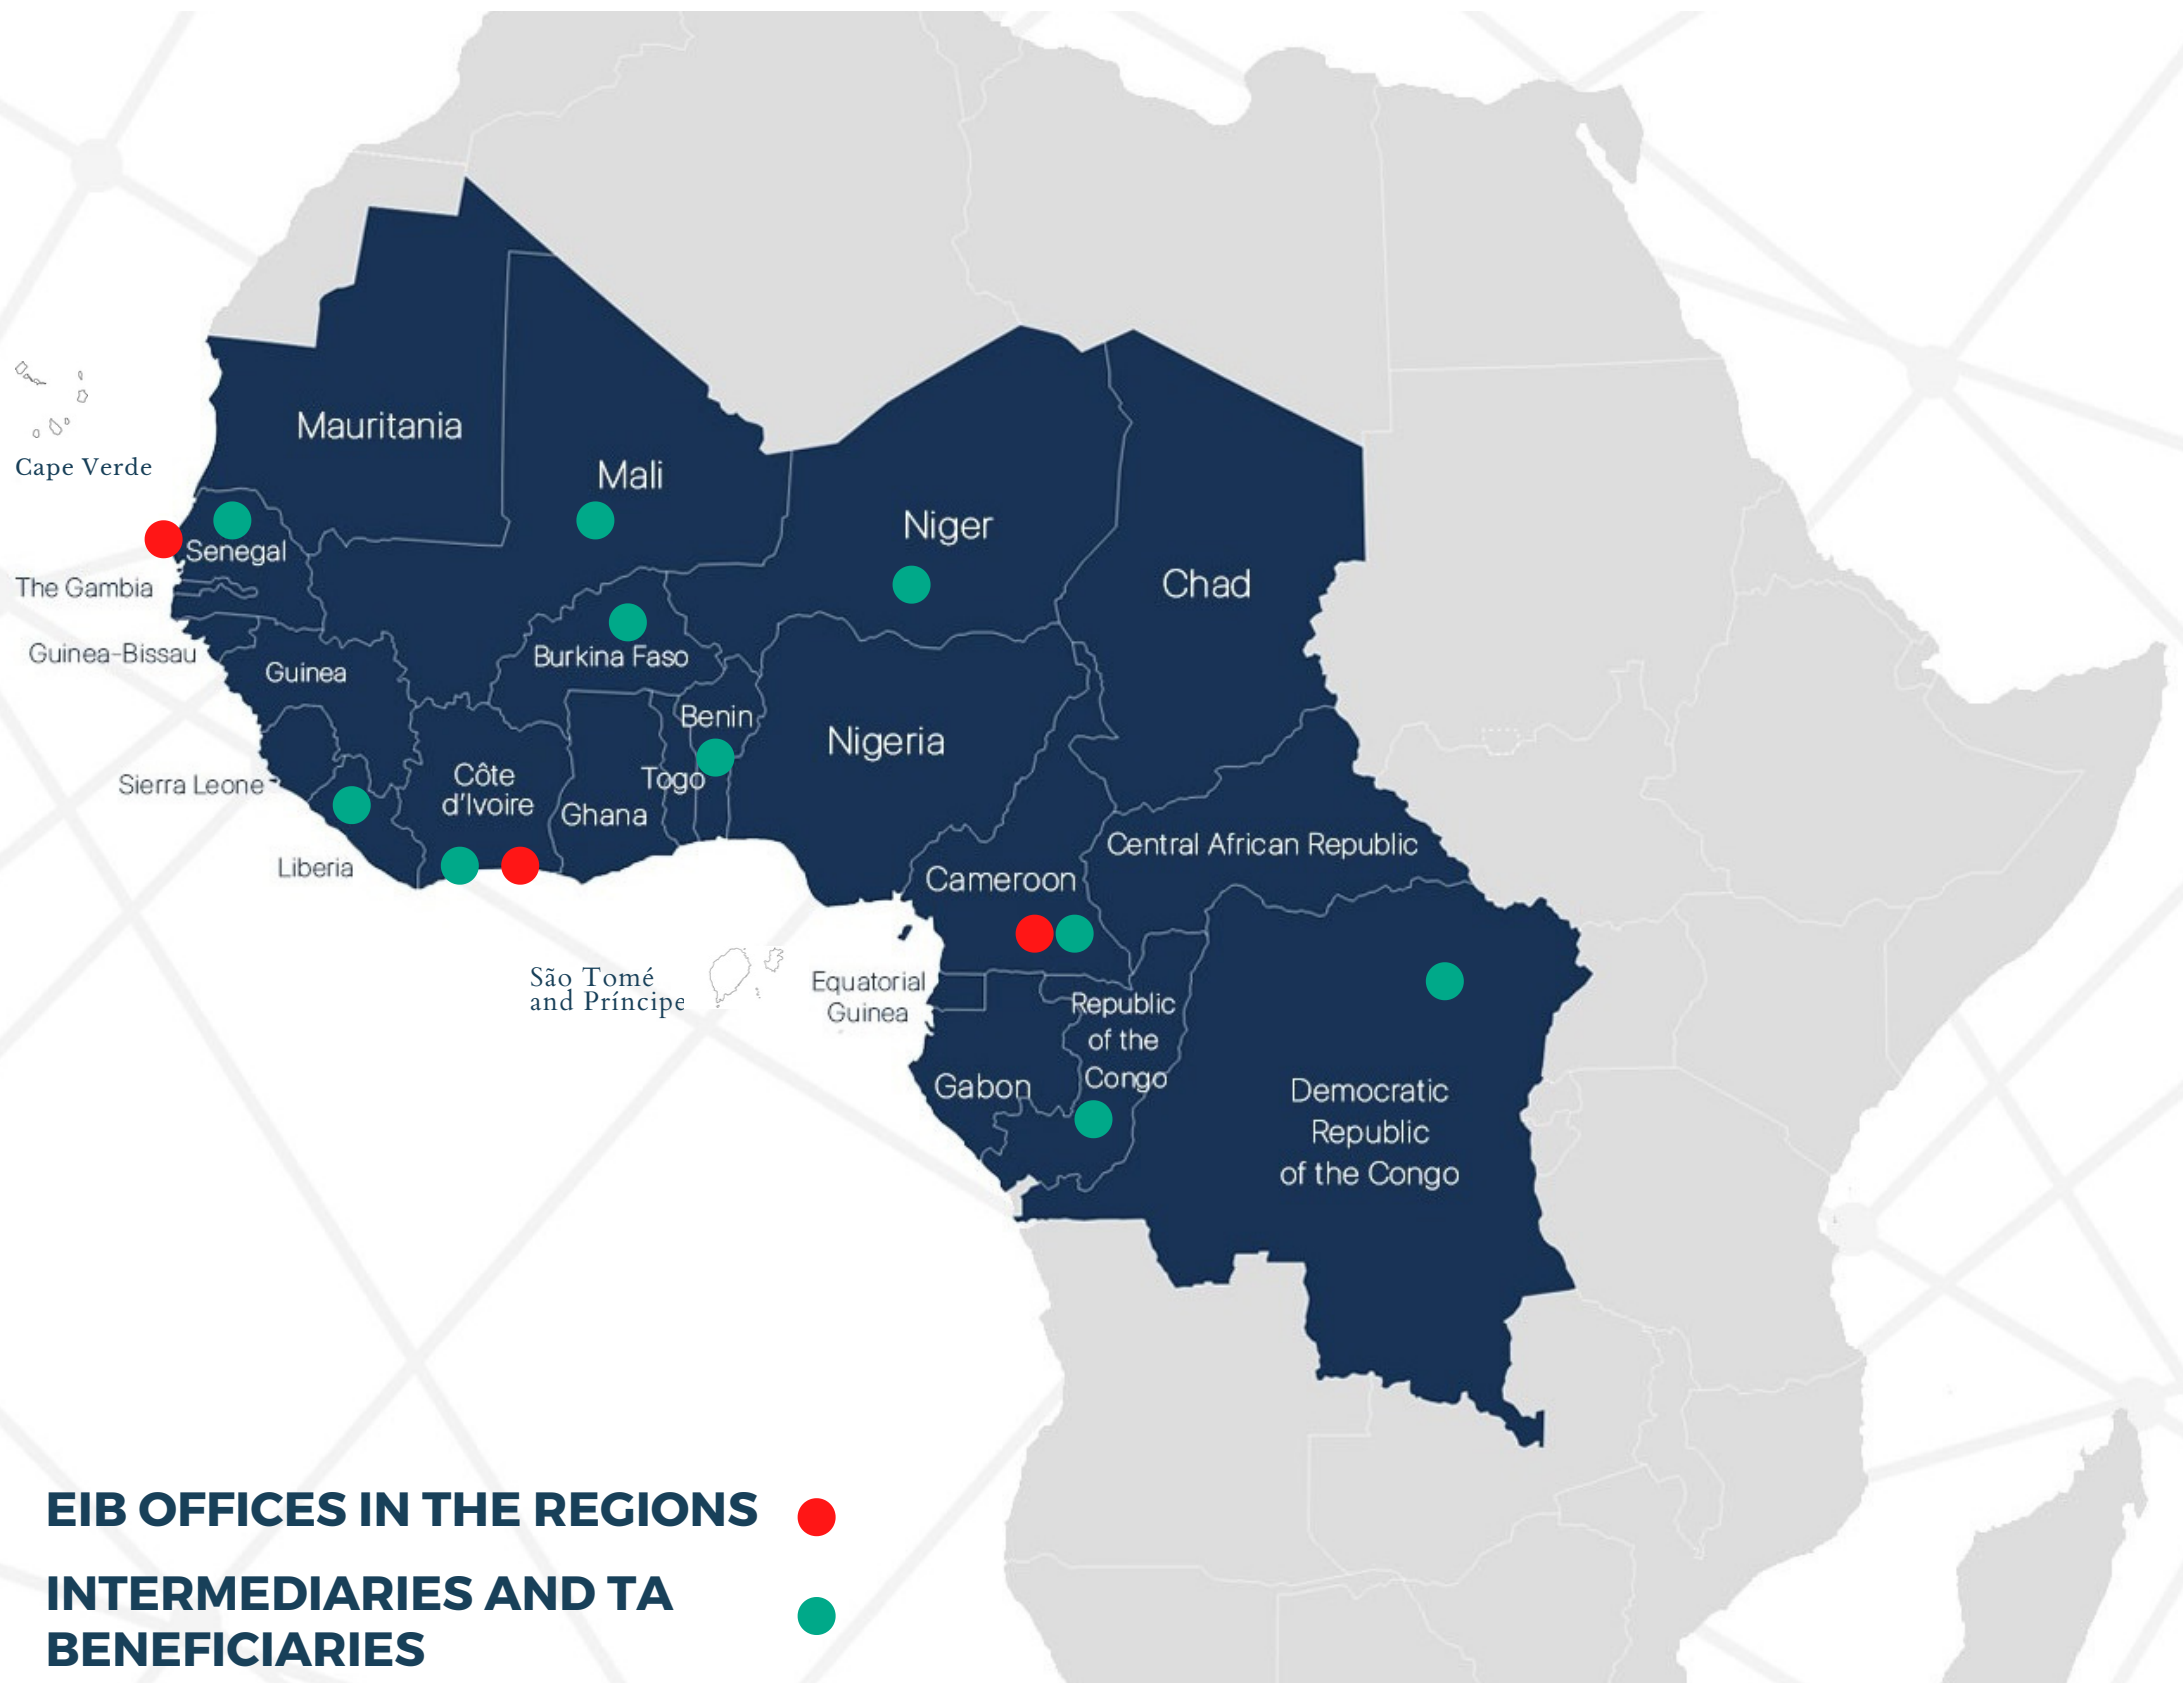 Mauritania
Cape Verde
Mali
Niger
Senegal
Chad
The Gambia
Guinea-Bissau
Burkina Faso
Guinea
Benin
Nigeria
Côte
d'Ivoire
Togo
Sierra Leone
Ghana
Central African Republic
Liberia
Cameroon
São Tomé
and Príncipe
Equatorial
Guinea
Republic
of the
Congo
Gabon
Democratic
Republic
of the Congo
EIB OFFICES IN THE REGIONS
INTERMEDIARIES AND TA
BENEFICIARIES